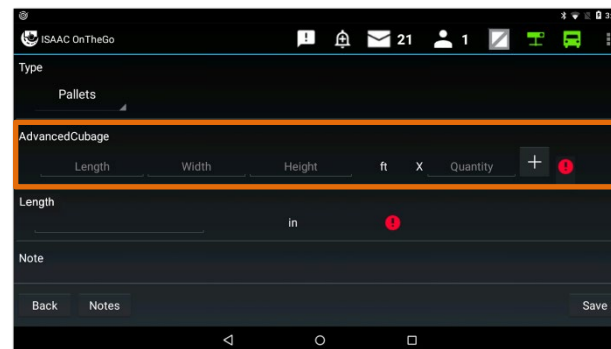 ISAAC OnTheGo 21 1
Type
Pallets
AdvancedCubage
Length Width Height ft X Quantity +
Length
in
Note
Back Notes Save